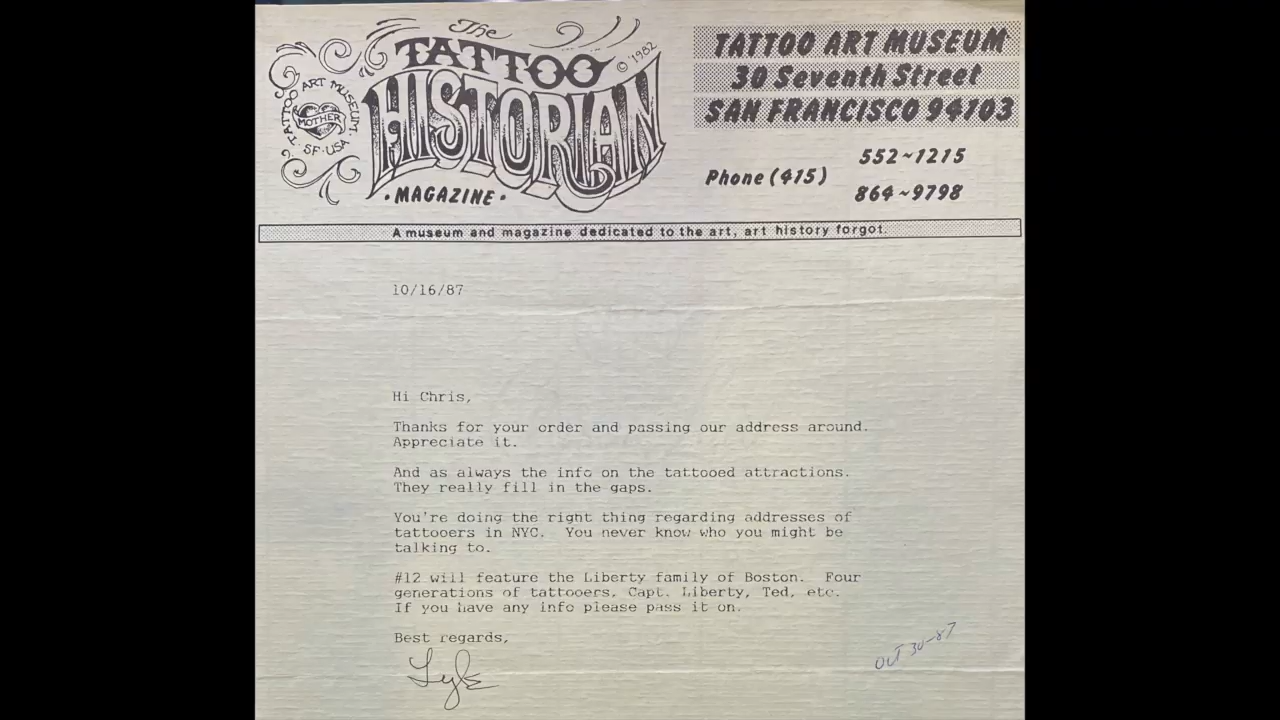 The
TATTOO
HISTORIAN
© 1982
· MAGAZINE ·
TATTOO ART MUSEUM
MOTHER
SF·USA
TATTOO ART MUSEUM
30 Seventh Street
SAN FRANCISCO 94103
Phone (415)
552~1215
864~9798
A museum and magazine dedicated to the art, art history forgot.
10/16/87
Hi Chris,
Thanks for your order and passing our address around.
Appreciate it.
And as always the info on the tattooed attractions.
They really fill in the gaps.
You're doing the right thing regarding addresses of
tattooers in NYC.  You never know who you might be
talking to.
#12 will feature the Liberty family of Boston.  Four
generations of tattooers, Capt. Liberty, Ted, etc.
If you have any info please pass it on.
Best regards,
Lyle
OCT 30-87